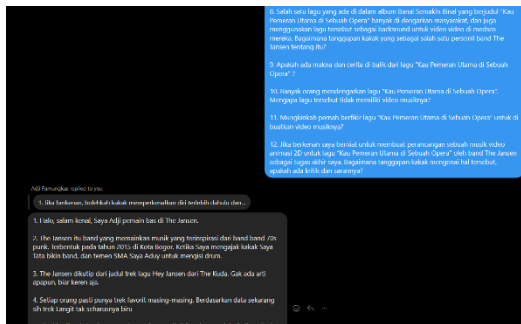 8. Salah satu lagu yang ada di dalam album Banal Semakin Binal yang berjudul "Kau
Pemeran Utama di Sebuah Opera" banyak di dengarkan masyarakat, dan juga
menggunakan lagu tersebut sebagai backsound untuk video video di medsos
mereka. Bagaimana tanggapan kakak yang sebagai salah satu personil band The
Jansen tentang itu?
9. Apakah ada makna dan cerita di balik dari lagu "Kau Pemeran Utama di Sebuah
Opera" ?
10. Banyak orang mendengarkan lagu "Kau Pemeran Utama di Sebuah Opera".
Mengapa lagu tersebut tidak memiliki video musiknya?
11. Mungkinkah pernah berfikir lagu "Kau Pemeran Utama di Sebuah Opera" untuk di
buatkan video musiknya?
12. Jika berkenan saya berniat untuk membuat perancangan sebuah musik video
animasi 2D untuk lagu "Kau Pemeran Utama di Sebuah Opera" oleh band The Jansen
sebagai tugas akhir saya. Bagaimana tanggapan kakak mengenai hal tersebut,
apakah ada kritik dan sarannya?
Adji Pamungkas replied to you
1. Jika berkenan, bolehkah kakak memperkenalkan diri terlebih dahulu dan...
1. Halo, salam kenal, Saya Adji pemain bas di The Jansen.
2. The Jansen itu band yang memainkan musik yang terinspirasi dari band band 70s
punk. Terbentuk pada tahun 2015 di Kota Bogor. Ketika Saya mengajak kakak Saya
Tata bikin band, dan temen SMA Saya Aduy untuk mengisi drum.
3. The Jansen dikutip dari judul trek lagu Hey Jansen dari The Kuda. Gak ada arti
apapun, biar keren aja.
4. Setiap orang pasti punya trek favorit masing-masing. Berdasarkan data sekarang
sih trek Langit tak seharusnya biru